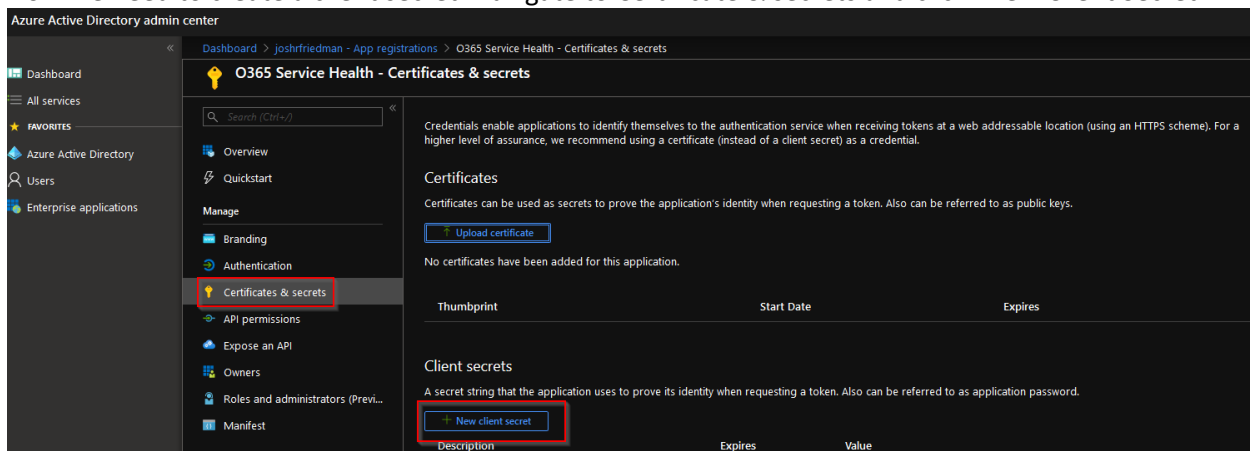 Azure Active Directory admin center
«
Dashboard > joshrfriedman - App registrations > O365 Service Health - Certificates & secrets
Dashboard
All services
FAVORITES
Azure Active Directory
Users
Enterprise applications
O365 Service Health - Certificates & secrets
Search (Ctrl+/)
«
Overview
Quickstart
Manage
Branding
Authentication
Certificates & secrets
API permissions
Expose an API
Owners
Roles and administrators (Previ...
Manifest
Credentials enable applications to identify themselves to the authentication service when receiving tokens at a web addressable location (using an HTTPS scheme). For a
higher level of assurance, we recommend using a certificate (instead of a client secret) as a credential.
Certificates
Certificates can be used as secrets to prove the application's identity when requesting a token. Also can be referred to as public keys.
Upload certificate
No certificates have been added for this application.
Thumbprint Start Date Expires
Client secrets
A secret string that the application uses to prove its identity when requesting a token. Also can be referred to as application password.
+ New client secret
Description Expires Value